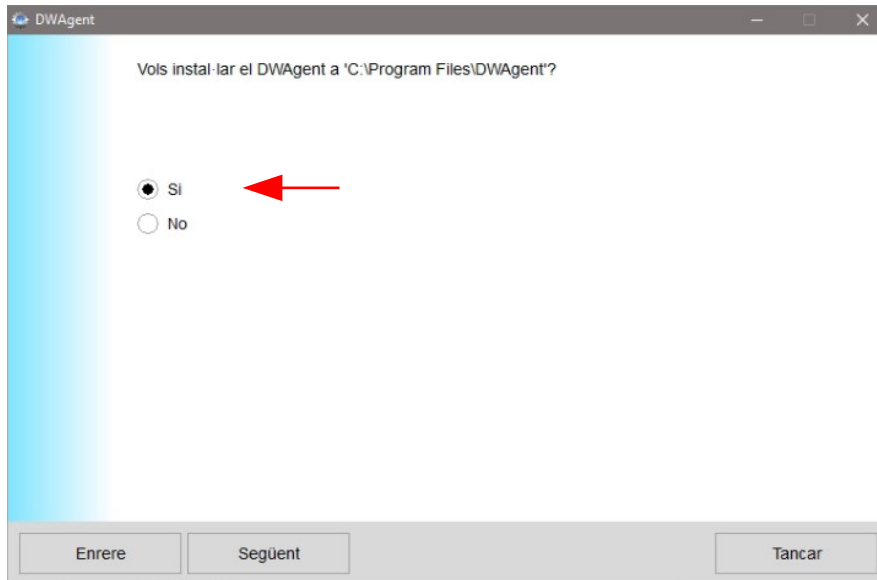 DWAgent
Vols instal·lar el DWAgent a 'C:\Program Files\DWAgent'?
Si
No
Enrere
Següent
Tancar